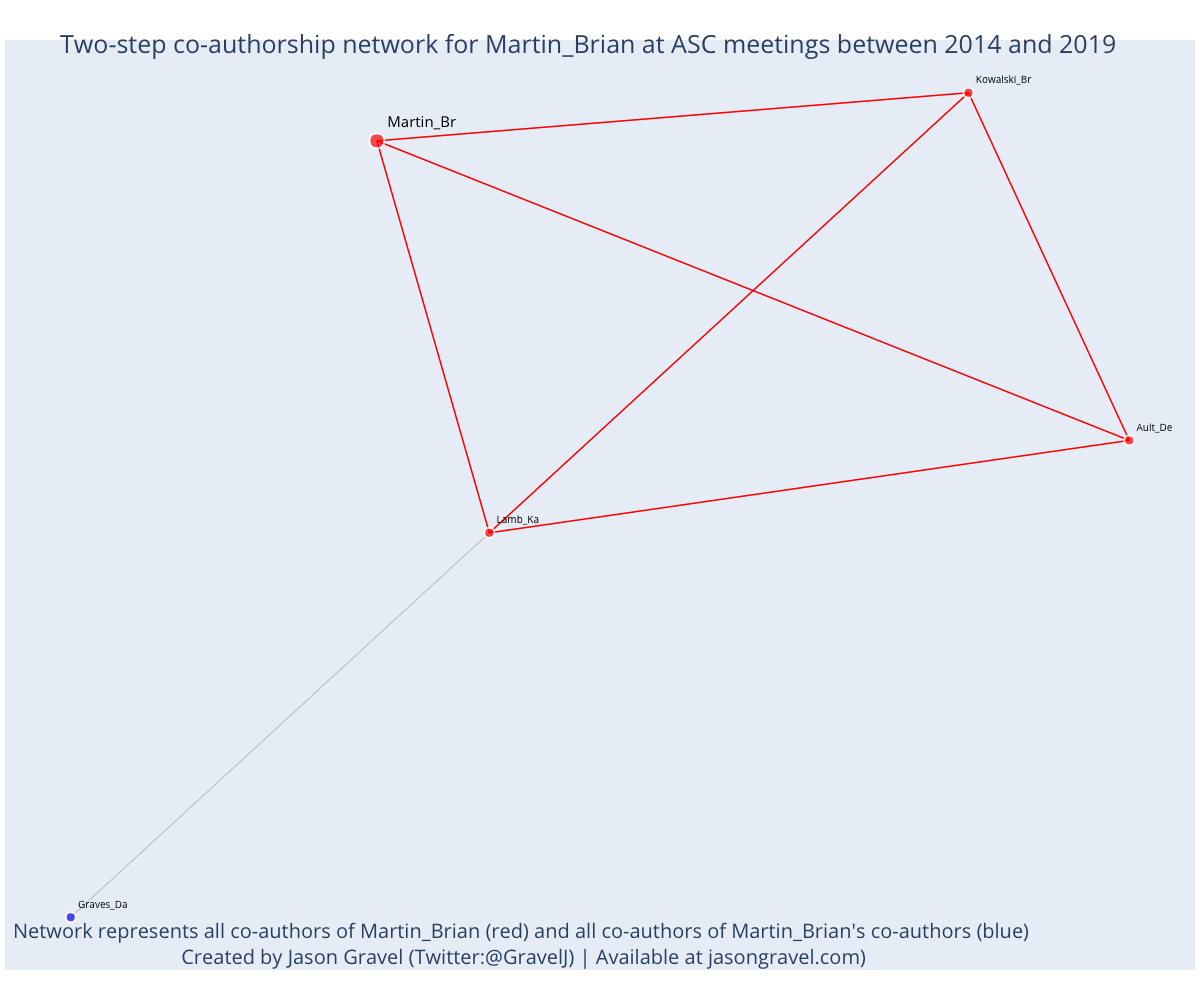 Two-step co-authorship network for Martin_Brian at ASC meetings between 2014 and 2019
Kowalski_Br
Martin_Br
Ault_De
Lamb_Ka
Graves_Da
Network represents all co-authors of Martin_Brian (red) and all co-authors of Martin_Brian's co-authors (blue)
Created by Jason Gravel (Twitter:@GravelJ) | Available at jasongravel.com)